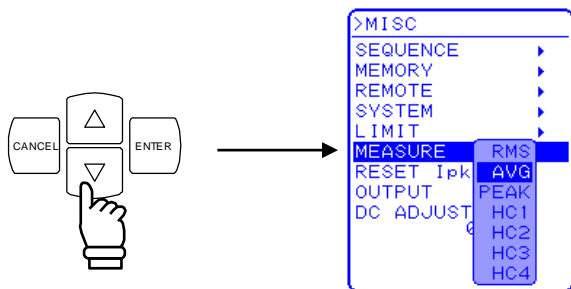 CANCEL
ENTER
>MISC
SEQUENCE
MEMORY
REMOTE
SYSTEM
LIMIT
MEASURE RMS
RESET Ipk AVG
OUTPUT PEAK
DC ADJUST HC1
HC2
HC3
HC4